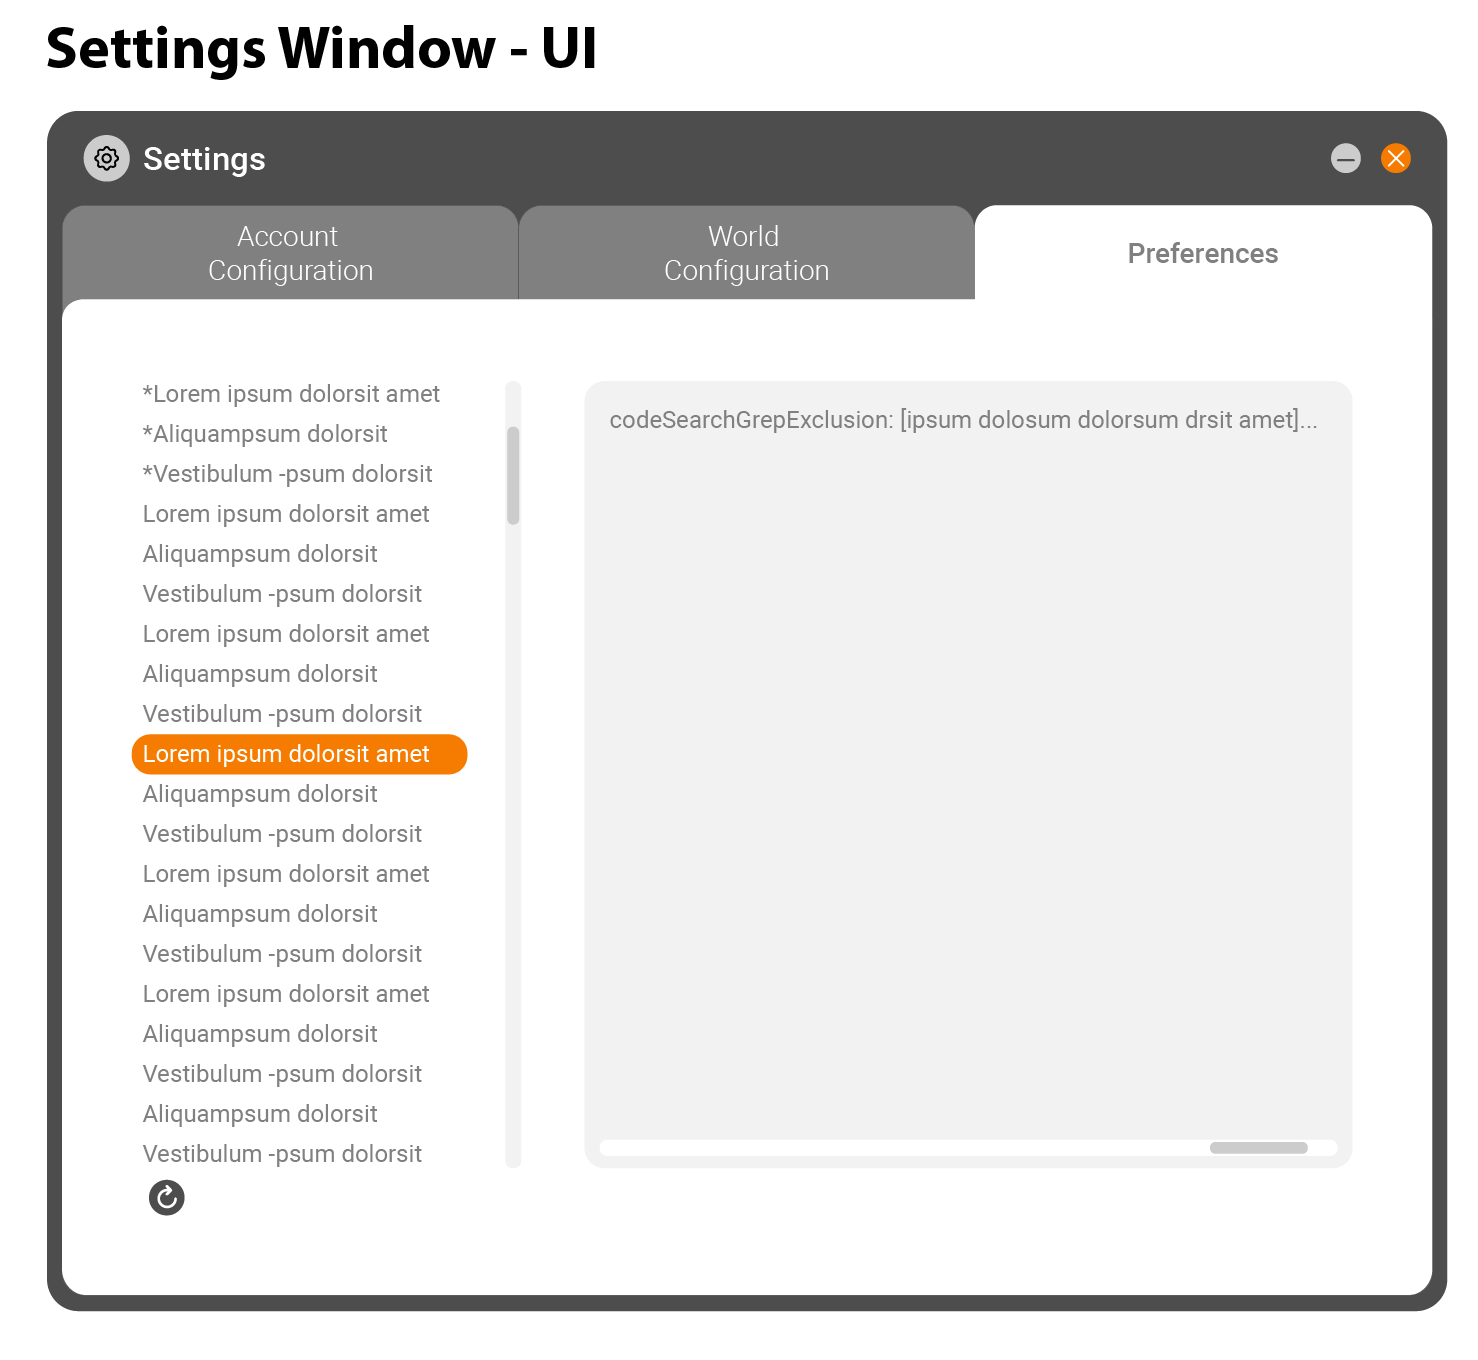 Settings Window - UI
Settings
Account
Configuration
World
Configuration
Preferences
*Lorem ipsum dolorsit amet
*Aliquampsum dolorsit
*Vestibulum -psum dolorsit
Lorem ipsum dolorsit amet
Aliquampsum dolorsit
Vestibulum -psum dolorsit
Lorem ipsum dolorsit amet
Aliquampsum dolorsit
Vestibulum -psum dolorsit
Lorem ipsum dolorsit amet
Aliquampsum dolorsit
Vestibulum -psum dolorsit
Lorem ipsum dolorsit amet
Aliquampsum dolorsit
Vestibulum -psum dolorsit
Lorem ipsum dolorsit amet
Aliquampsum dolorsit
Vestibulum -psum dolorsit
Aliquampsum dolorsit
Vestibulum -psum dolorsit
codeSearchGrepExclusion: [ipsum dolosum dolorsum drsit amet]...